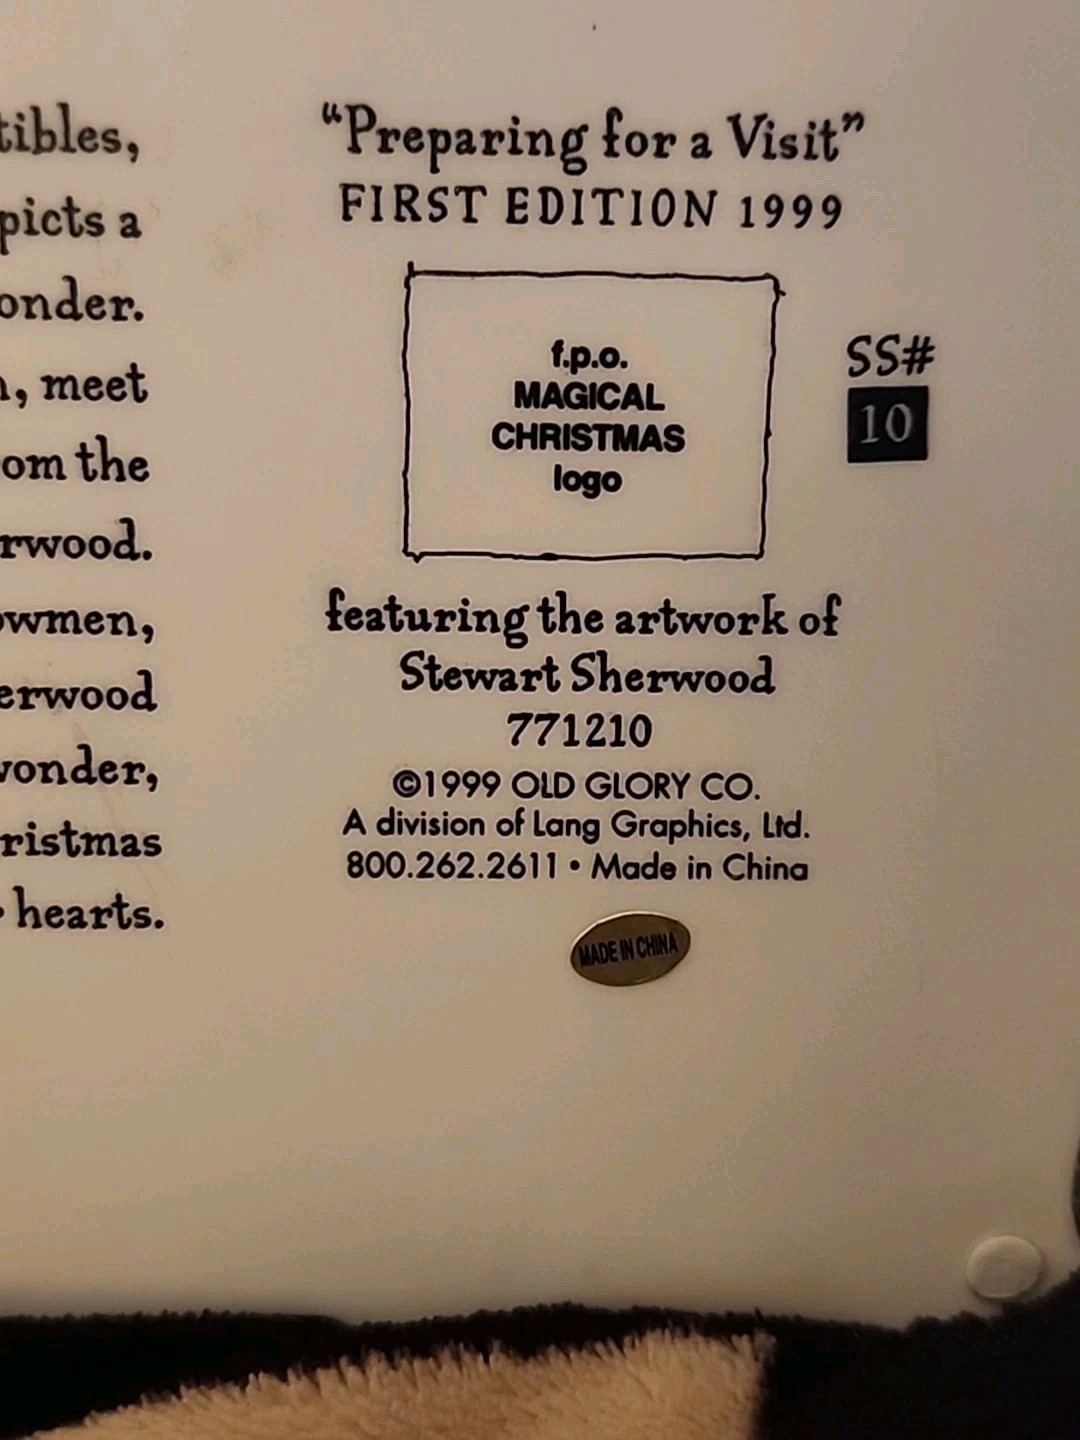 tibles,
picts a
onder.
, meet
om the
rwood.
owmen,
erwood
wonder,
ristmas
hearts.
“Preparing for a Visit”
FIRST EDITION 1999
f.p.o.
MAGICAL
CHRISTMAS
logo
SS#
10
featuring the artwork of
Stewart Sherwood
771210
©1999 OLD GLORY CO.
A division of Lang Graphics, Ltd.
800.262.2611 • Made in China
MADE IN CHINA